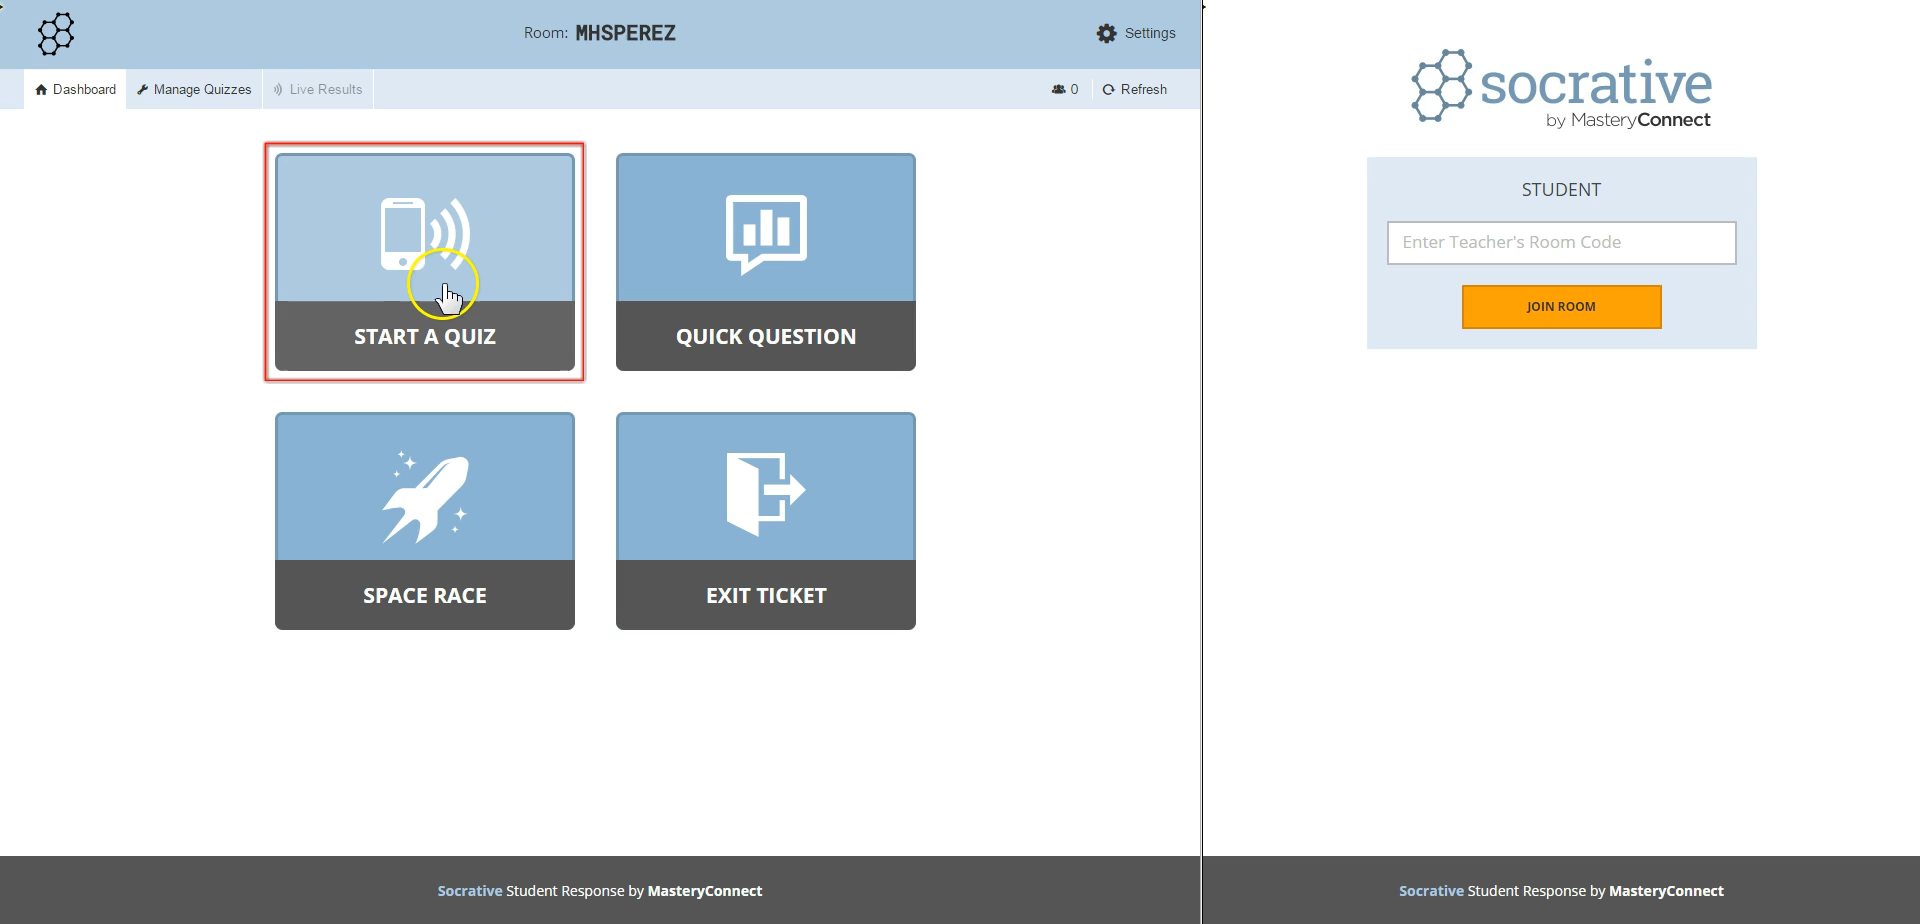 Room: MHSPEREZ
Settings
Dashboard
Manage Quizzes
Live Results
0
Refresh
START A QUIZ
QUICK QUESTION
SPACE RACE
EXIT TICKET
Socrative Student Response by MasteryConnect
socrative
by MasteryConnect
STUDENT
Enter Teacher's Room Code
JOIN ROOM
Socrative Student Response by MasteryConnect